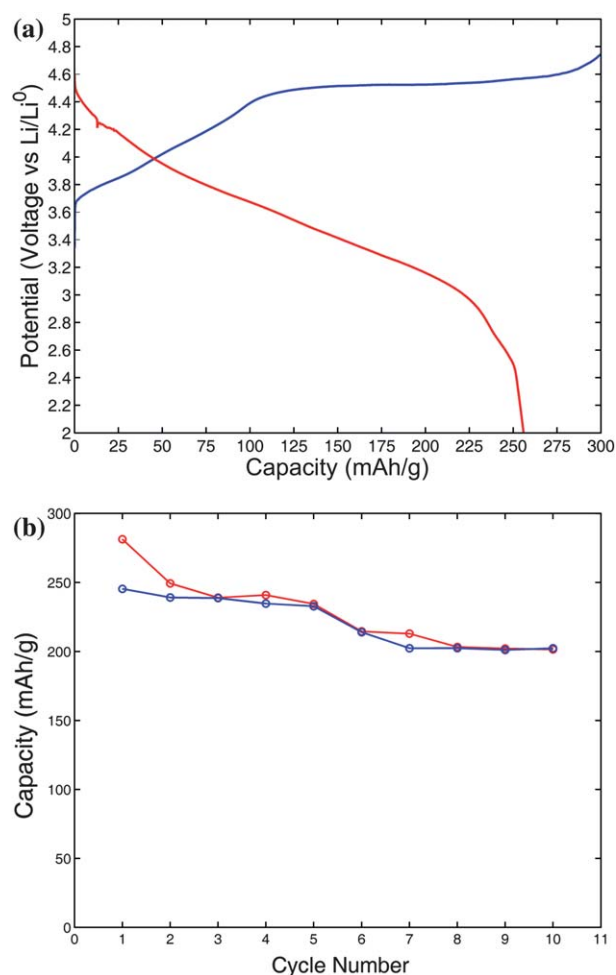 (a)
5
4.8
4.6
4.4
4.2
4
3.8
3.6
3.4
3.2
3
2.8
2.6
2.4
2.2
2
Potential (Voltage vs Li/Li⁰)
0 25 50 75 100 125 150 175 200 225 250 275 300
Capacity (mAh/g)
(b)
300
250
200
150
100
50
0
Capacity (mAh/g)
0 1 2 3 4 5 6 7 8 9 10 11
Cycle Number